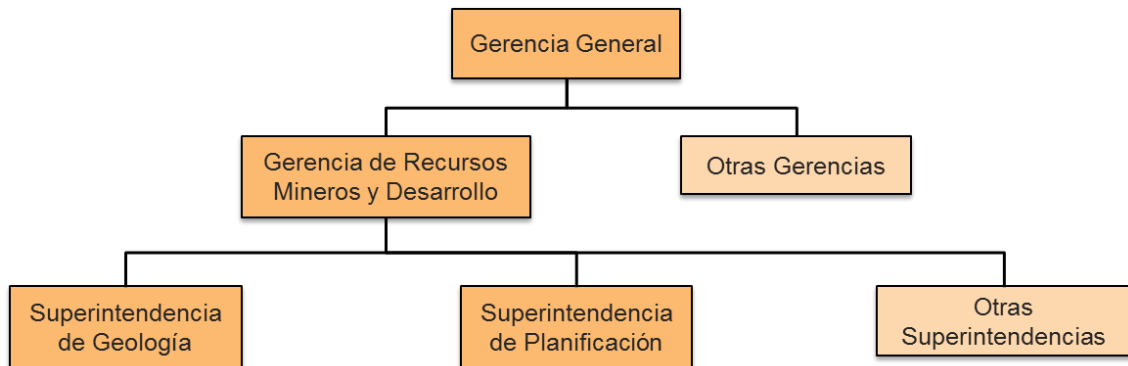 Gerencia General
Gerencia de Recursos
Mineros y Desarrollo
Otras Gerencias
Superintendencia
de Geología
Superintendencia
de Planificación
Otras
Superintendencias